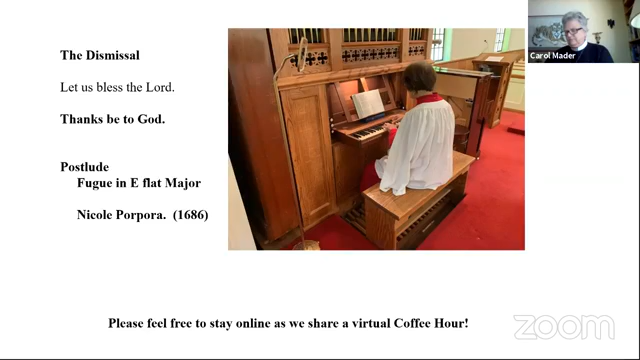 The Dismissal
Let us bless the Lord.
Thanks be to God.
Postlude
Fugue in E flat Major
Nicole Porpora. (1686)
Please feel free to stay online as we share a virtual Coffee Hour!
Carol Mader
zoom